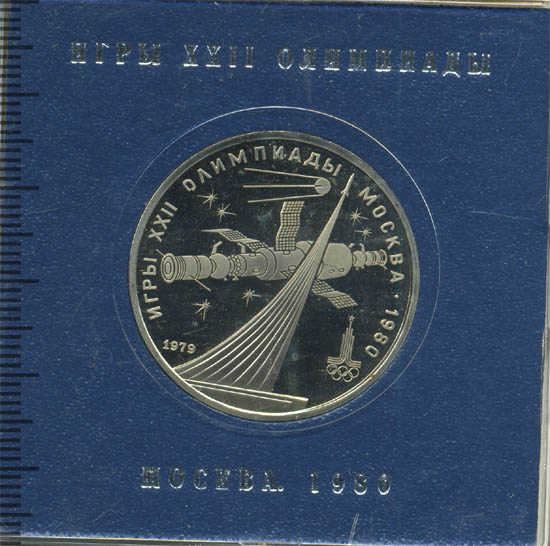 ИГРЫ XXII ОЛИМПИАДЫ
ИГРЫ XXII ОЛИМПИАДЫ МОСКВА · 1980
1979
МОСКВА. 1980